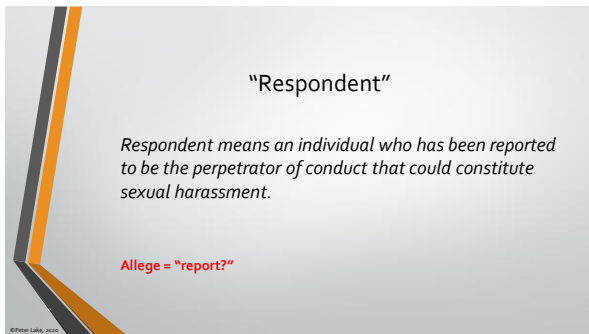 “Respondent”
Respondent means an individual who has been reported
to be the perpetrator of conduct that could constitute
sexual harassment.
Allege = “report?”
©Peter Lake, 2020